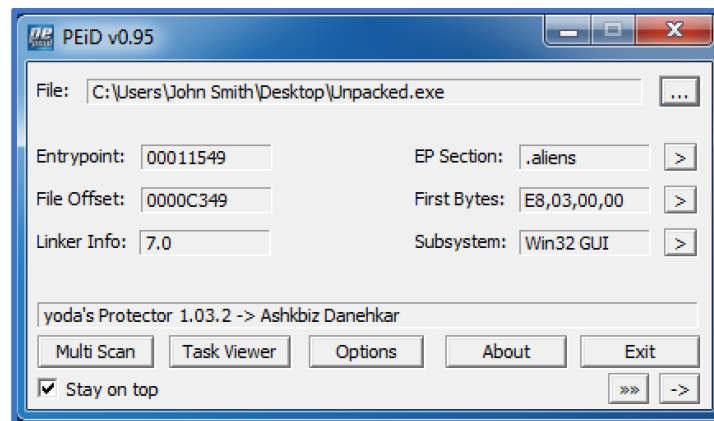 PEiD v0.95
File: C:\Users\John Smith\Desktop\Unpacked.exe ...
Entrypoint: 00011549 EP Section: .aliens >
File Offset: 0000C349 First Bytes: E8,03,00,00 >
Linker Info: 7.0 Subsystem: Win32 GUI >
yoda's Protector 1.03.2 -> Ashkbiz Danehkar
Multi Scan Task Viewer Options About Exit
Stay on top »» ->